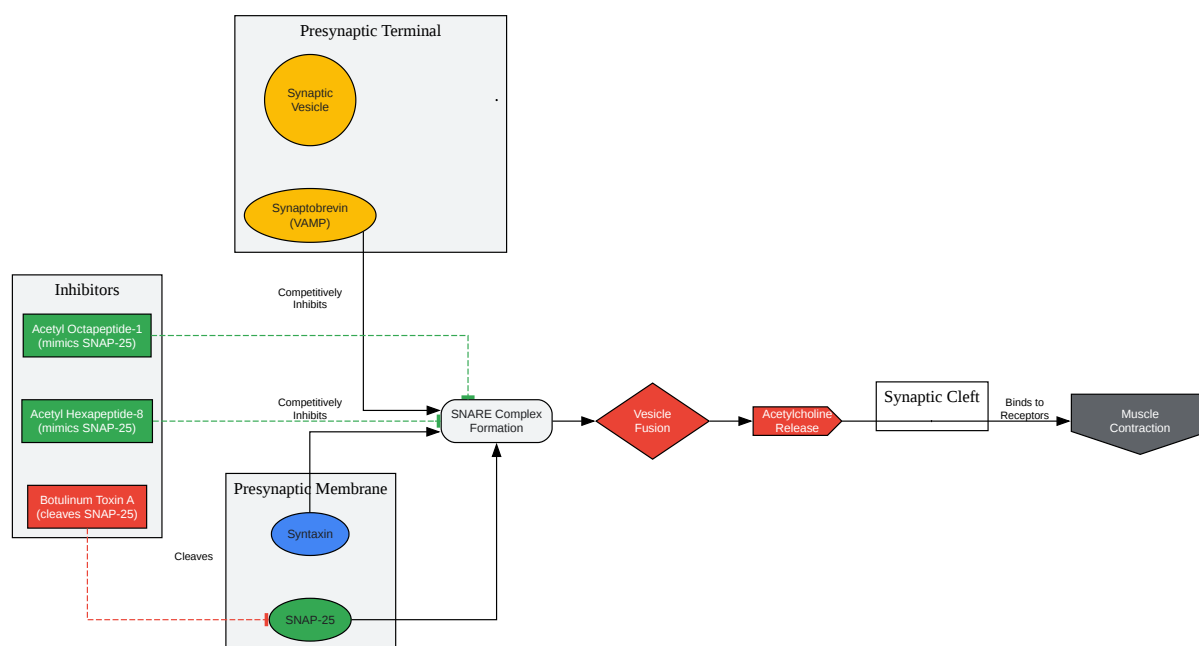 Presynaptic Terminal
Synaptic
Vesicle
Synaptobrevin
(VAMP)
Inhibitors
Acetyl Octapeptide-1
(mimics SNAP-25)
Acetyl Hexapeptide-8
(mimics SNAP-25)
Botulinum Toxin A
(cleaves SNAP-25)
Competitively
Inhibits
Competitively
Inhibits
Cleaves
Presynaptic Membrane
Syntaxin
SNAP-25
SNARE Complex
Formation
Vesicle
Fusion
Acetylcholine
Release
Synaptic Cleft
Binds to
Receptors
Muscle
Contraction